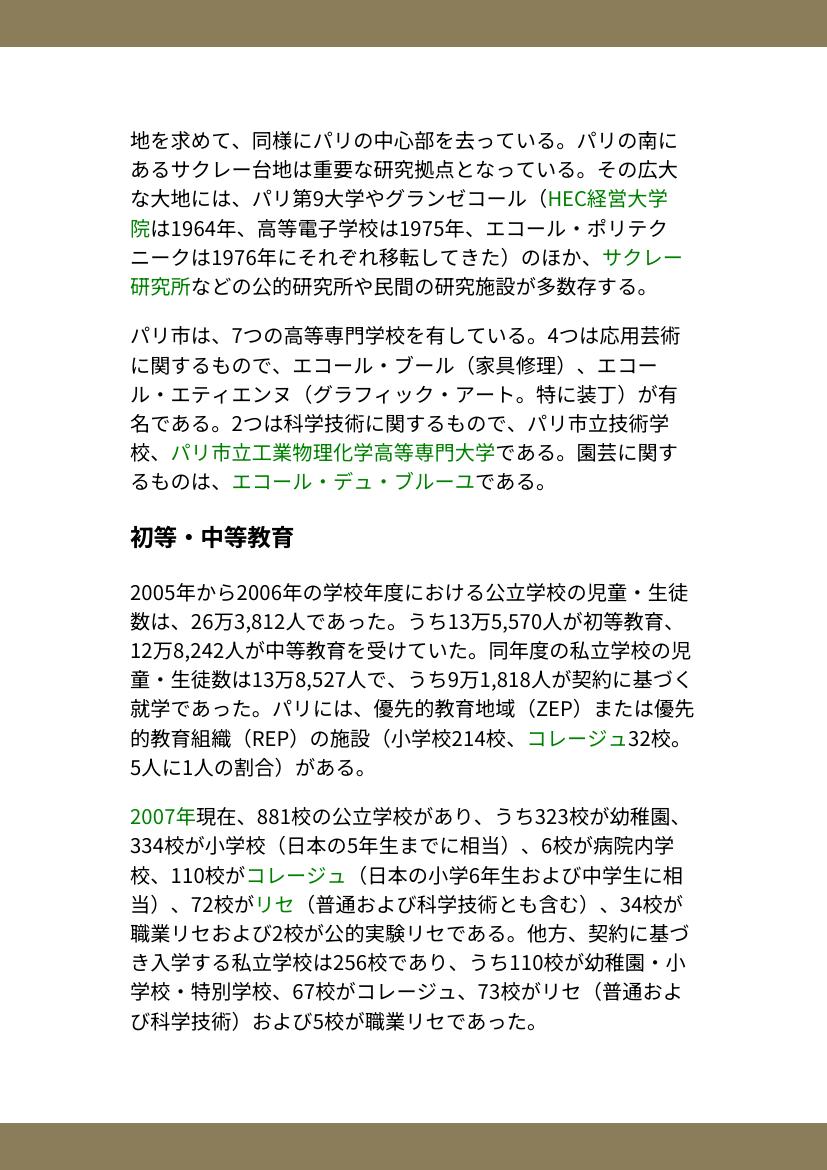 地を求めて、同様にパリの中心部を去っている。パリの南に
あるサクレー台地は重要な研究拠点となっている。その広大
な大地には、パリ第9大学やグランゼコール（HEC経営大学
院は1964年、高等電子学校は1975年、エコール・ポリテク
ニークは1976年にそれぞれ移転してきた）のほか、サクレー
研究所などの公的研究所や民間の研究施設が多数存する。
パリ市は、7つの高等専門学校を有している。4つは応用芸術
に関するもので、エコール・ブール（家具修理）、エコー
ル・エティエンヌ（グラフィック・アート。特に装丁）が有
名である。2つは科学技術に関するもので、パリ市立技術学
校、パリ市立工業物理化学高等専門大学である。園芸に関す
るものは、エコール・デュ・ブルーユである。
初等・中等教育
2005年から2006年の学校年度における公立学校の児童・生徒
数は、26万3,812人であった。うち13万5,570人が初等教育、
12万8,242人が中等教育を受けていた。同年度の私立学校の児
童・生徒数は13万8,527人で、うち9万1,818人が契約に基づく
就学であった。パリには、優先的教育地域（ZEP）または優先
的教育組織（REP）の施設（小学校214校、コレージュ32校。
5人に1人の割合）がある。
2007年現在、881校の公立学校があり、うち323校が幼稚園、
334校が小学校（日本の5年生までに相当）、6校が病院内学
校、110校がコレージュ（日本の小学6年生および中学生に相
当）、72校がリセ（普通および科学技術とも含む）、34校が
職業リセおよび2校が公的実験リセである。他方、契約に基づ
き入学する私立学校は256校であり、うち110校が幼稚園・小
学校・特別学校、67校がコレージュ、73校がリセ（普通およ
び科学技術）および5校が職業リセであった。